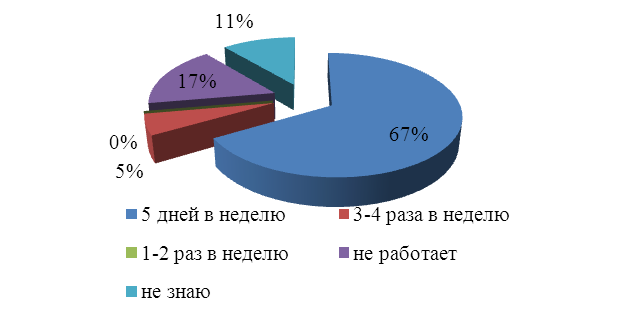 11%
17%
67%
0%
5%
5 дней в неделю
3-4 раза в неделю
1-2 раз в неделю
не работает
не знаю